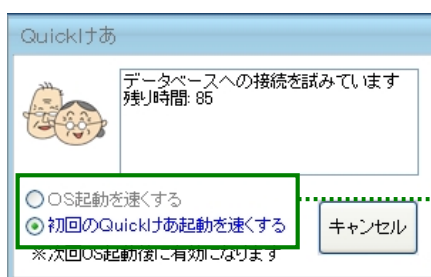 Quickけあ
データベースへの接続を試みています
残り時間: 85
OS起動を速くする
初回のQuickけあ起動を速くする
キャンセル
※次回OS起動後に有効になります